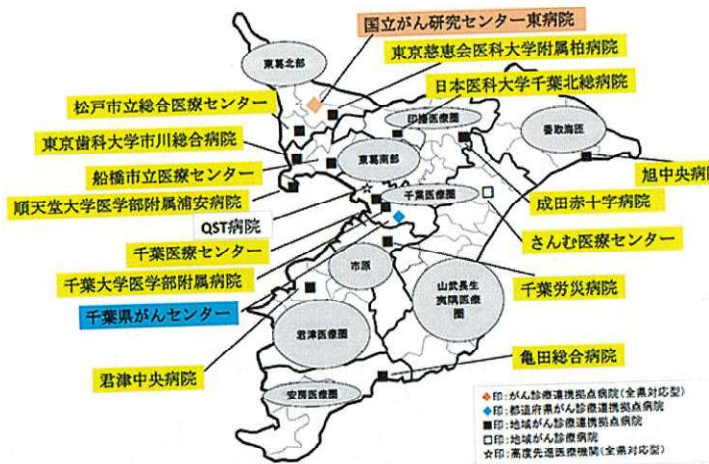 国立がん研究センター東病院
東京慈恵会医科大学附属柏病院
東葛北部
日本医科大学千葉北総病院
松戸市立総合医療センター
印旛医療圏
香取海匝
東京歯科大学市川総合病院
東葛南部
船橋市立医療センター
旭中央病院
順天堂大学医学部附属浦安病院
千葉医療圏
成田赤十字病院
QST病院
さんむ医療センター
千葉医療センター
千葉大学医学部附属病院
市原
山武長生
夷隅医療
圏
千葉労災病院
千葉県がんセンター
君津医療圏
君津中央病院
亀田総合病院
安房医療圏
◆印:がん診療連携拠点病院(全県対応型)
◆印:都道府県がん診療連携拠点病院
■印:地域がん診療連携拠点病院
□印:地域がん診療病院
☆印:高度先進医療機関(全県対応型)